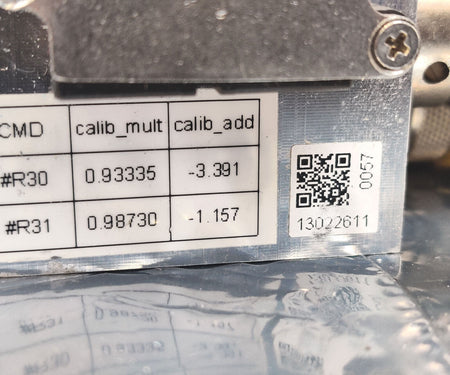 CMD calib_mult calib_add
#R30 0.93335 -3.391
#R31 0.98730 -1.157
0057
13022611